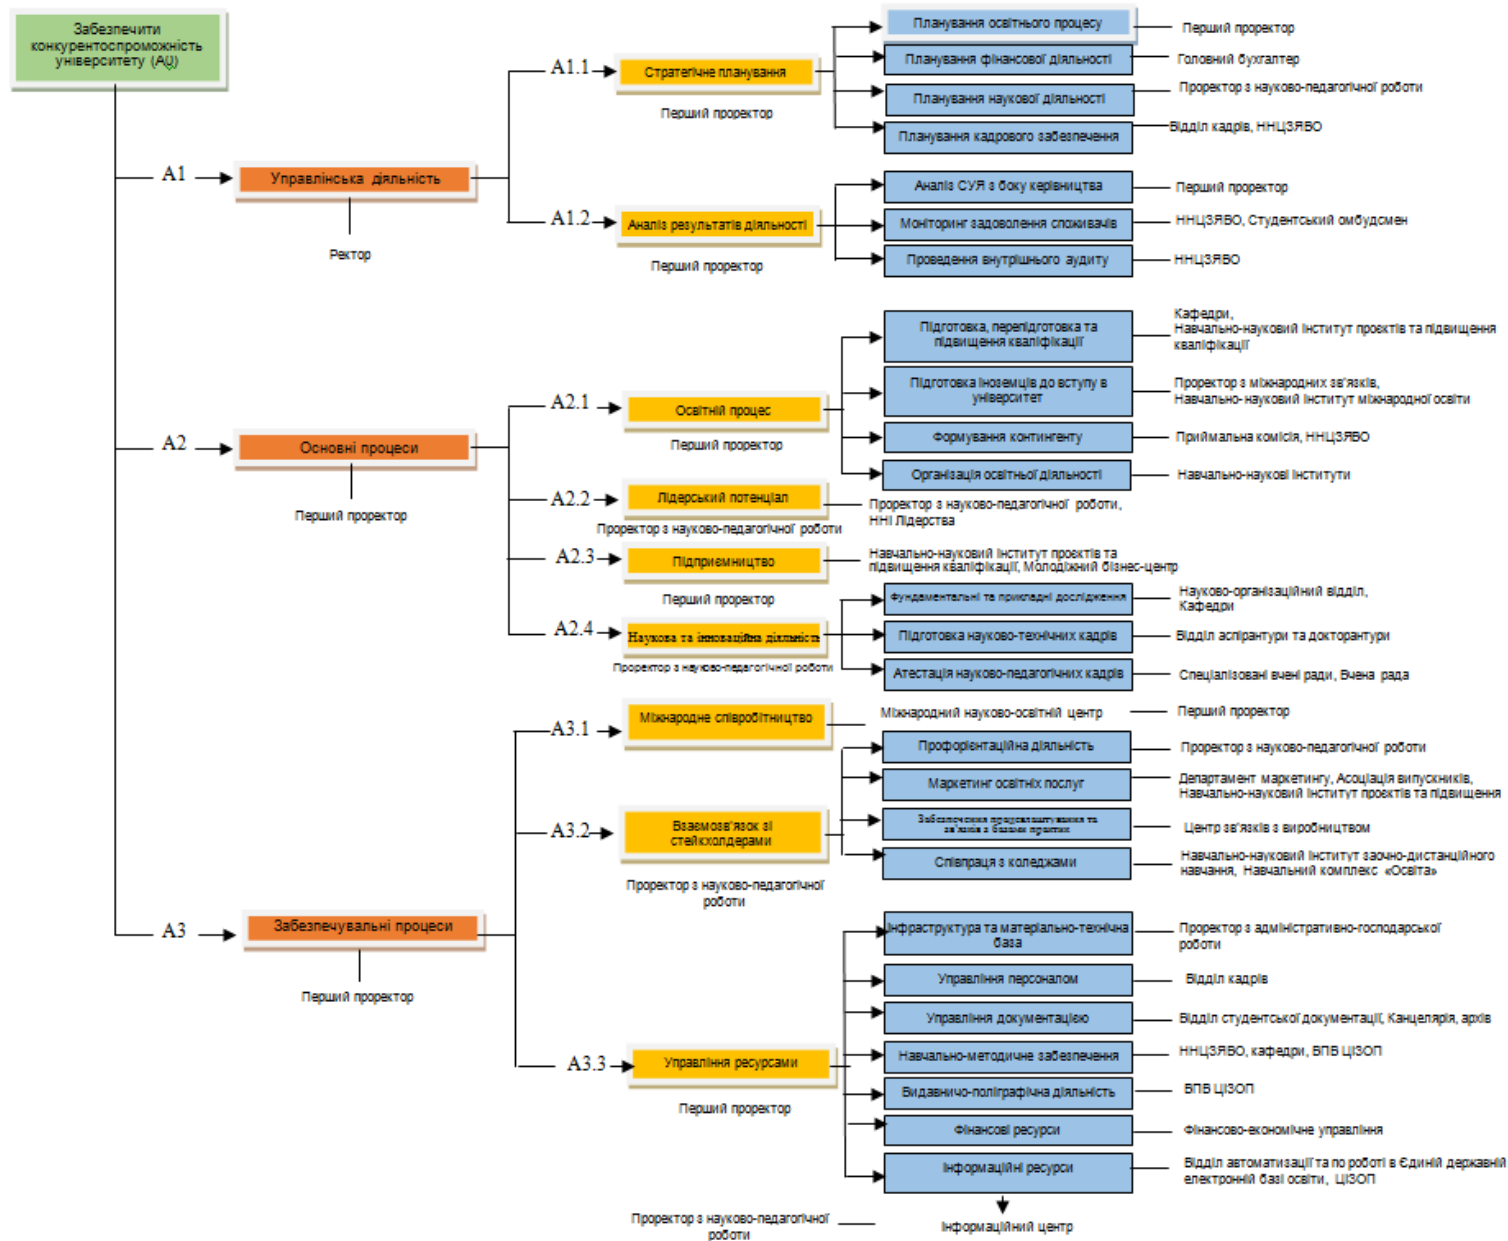 Забезпечити
конкурентоспроможність
університету (А0)
А1
Управлінська діяльність
Ректор
А1.1
Стратегічне планування
Перший проректор
Планування освітнього процесу
Перший проректор
Планування фінансової діяльності
Головний бухгалтер
Планування наукової діяльності
Проректор з науково-педагогічної роботи
Планування кадрового забезпечення
Відділ кадрів, ННЦЗЯВО
А1.2
Аналіз результатів діяльності
Перший проректор
Аналіз СУЯ з боку керівництва
Перший проректор
Моніторинг задоволення споживачів
ННЦЗЯВО, Студентський омбудсмен
Проведення внутрішнього аудиту
ННЦЗЯВО
А2
Основні процеси
Перший проректор
А2.1
Освітній процес
Перший проректор
Підготовка, перепідготовка та
підвищення кваліфікації
Кафедри,
Навчально-науковий інститут проєктів та підвищення
кваліфікації
Підготовка іноземців до вступу в
університет
Проректор з міжнародних зв'язків,
Навчально-науковий інститут міжнародної освіти
Формування контингенту
Приймальна комісія, ННЦЗЯВО
Організація освітньої діяльності
Навчально-наукові інститути
А2.2
Лідерський потенціал
Проректор з науково-педагогічної роботи
Проректор з науково-педагогічної роботи,
ННІ Лідерства
А2.3
Підприємництво
Перший проректор
Навчально-науковий інститут проєктів та
підвищення кваліфікації, Молодіжний бізнес-центр
А2.4
Наукова та інноваційна діяльність
Проректор з науково-педагогічної роботи
Фундаментальні та прикладні дослідження
Науково-організаційний відділ,
Кафедри
Підготовка науково-технічних кадрів
Відділ аспірантури та докторантури
Атестація науково-педагогічних кадрів
Спеціалізовані вчені ради, Вчена рада
А3
Забезпечувальні процеси
Перший проректор
А3.1
Міжнародне співробітництво
Міжнародний науково-освітній центр
Перший проректор
А3.2
Взаємозв'язок зі
стейкхолдерами
Проректор з науково-педагогічної
роботи
Профорієнтаційна діяльність
Проректор з науково-педагогічної роботи
Маркетинг освітніх послуг
Департамент маркетингу, Асоціація випускників,
Навчально-науковий інститут проєктів та підвищення
Забезпечення працевлаштування та
зв'язків з базами практик
Центр зв'язків з виробництвом
Співпраця з коледжами
Навчально-науковий інститут заочно-дистанційного
навчання, Навчальний комплекс «Освіта»
А3.3
Управління ресурсами
Перший проректор
Інфраструктура та матеріально-технічна
база
Проректор з адміністративно-господарської
роботи
Управління персоналом
Відділ кадрів
Управління документацією
Відділ студентської документації, Канцелярія, архів
Навчально-методичне забезпечення
ННЦЗЯВО, кафедри, ВПВ ЦІЗОП
Видавничо-поліграфічна діяльність
ВПВ ЦІЗОП
Фінансові ресурси
Фінансово-економічне управління
Інформаційні ресурси
Відділ автоматизації та по роботі в Єдиній державній
електронній базі освіти, ЦІЗОП
Проректор з науково-педагогічної
роботи
Інформаційний центр